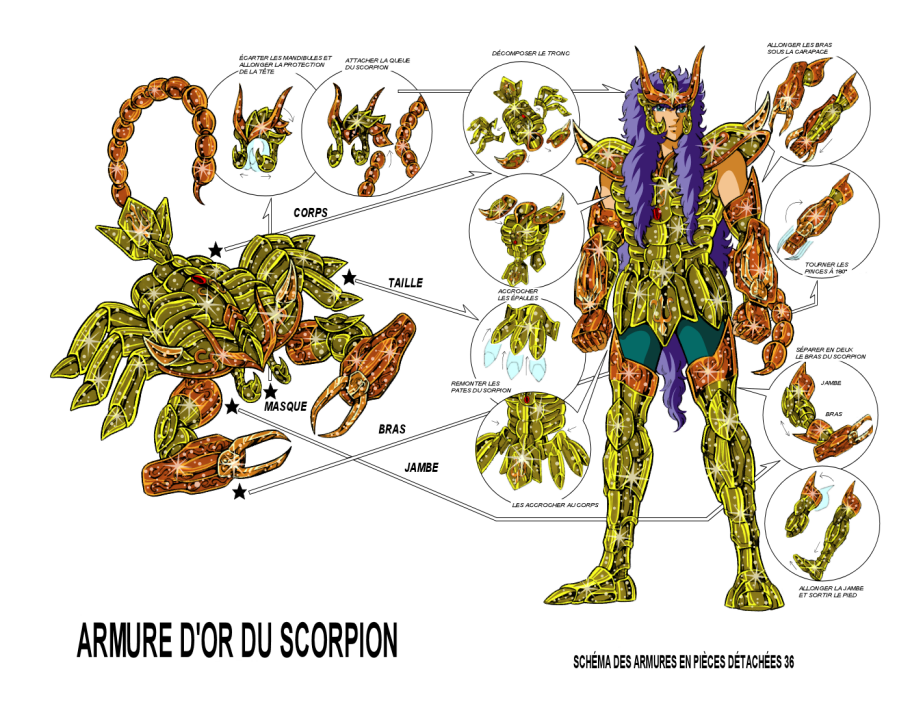 ÉCARTER LES MANDIBULES ET
ALLONGER LA PROTECTION
DE LA TÊTE
ATTACHER LA QUEUE
DU SCORPION
DÉCOMPOSER LE TRONC
ALLONGER LES BRAS
SOUS LA CARAPACE
CORPS
TAILLE
ACCROCHER
LES ÉPAULES
TOURNER LES
PINCES À 180°
REMONTER LES
PATES DU SORPION
SÉPARER EN DEUX
LE BRAS DU SCORPION
JAMBE
BRAS
MASQUE
BRAS
JAMBE
LES ACCROCHER AU CORPS
ALLONGER LA JAMBE
ET SORTIR LE PIED
ARMURE D'OR DU SCORPION
SCHÉMA DES ARMURES EN PIÈCES DÉTACHÉES 36